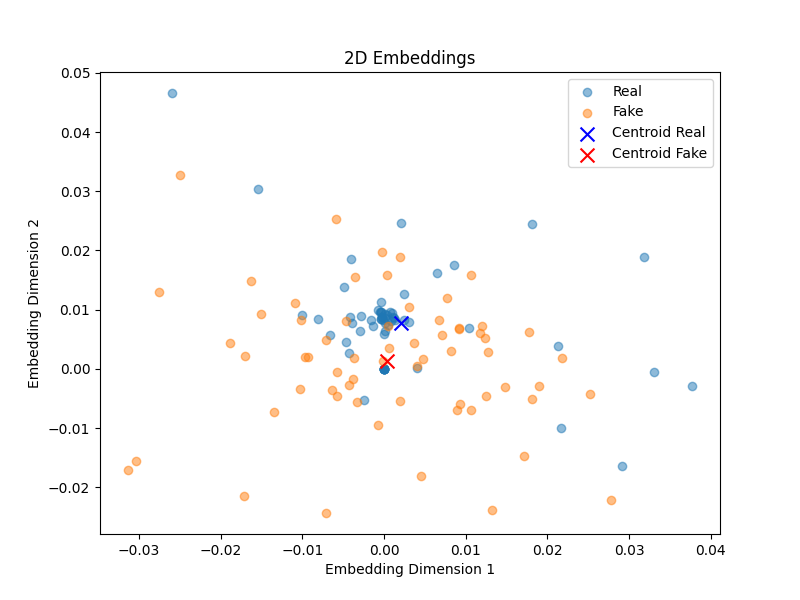 2D Embeddings
Real
Fake
Centroid Real
Centroid Fake
Embedding Dimension 2
0.05
0.04
0.03
0.02
0.01
0.00
−0.01
−0.02
−0.03
−0.02
−0.01
0.00
0.01
0.02
0.03
0.04
Embedding Dimension 1